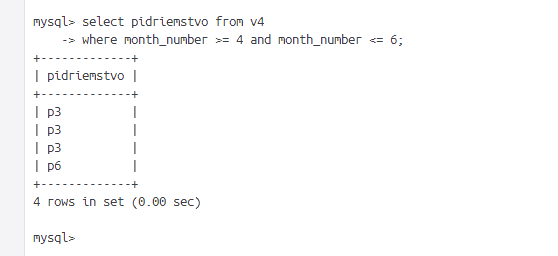 mysql> select pidriemstvo from v4
    -> where month_number >= 4 and month_number <= 6;
+-------------+
| pidriemstvo |
+-------------+
| p3          |
| p3          |
| p3          |
| p6          |
+-------------+
4 rows in set (0.00 sec)
mysql>